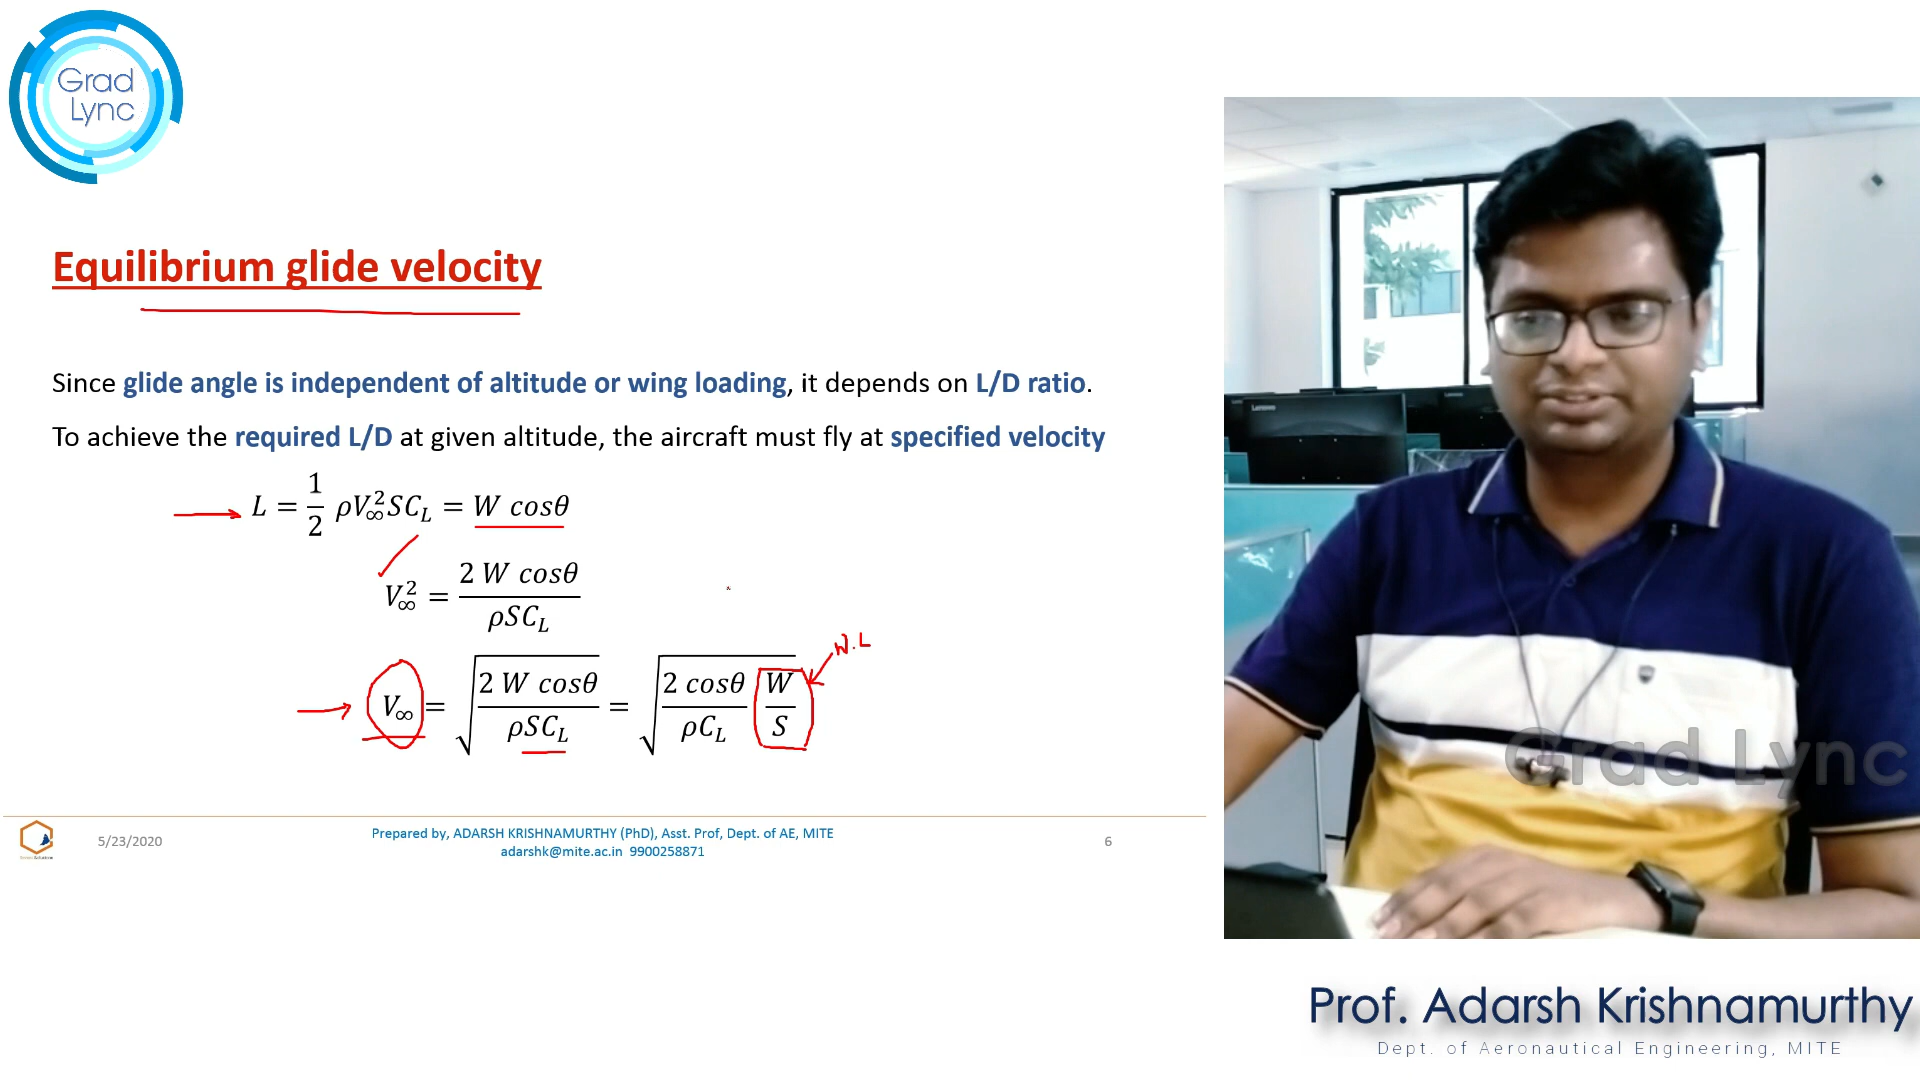 Grad
Lync
Equilibrium glide velocity
Since glide angle is independent of altitude or wing loading, it depends on L/D ratio.
To achieve the required L/D at given altitude, the aircraft must fly at specified velocity
L = 1/2 ρV∞²SC_L = W cosθ
V∞² = 2 W cosθ / ρSC_L
W.L
V∞ = √(2 W cosθ / ρSC_L) = √(2 cosθ / ρC_L W/S)
5/23/2020
Prepared by, ADARSH KRISHNAMURTHY (PhD), Asst. Prof, Dept. of AE, MITE
adarshk@mite.ac.in 9900258871
6
Lenovo
Grad Lync
Prof. Adarsh Krishnamurthy
Dept. of Aeronautical Engineering, MITE